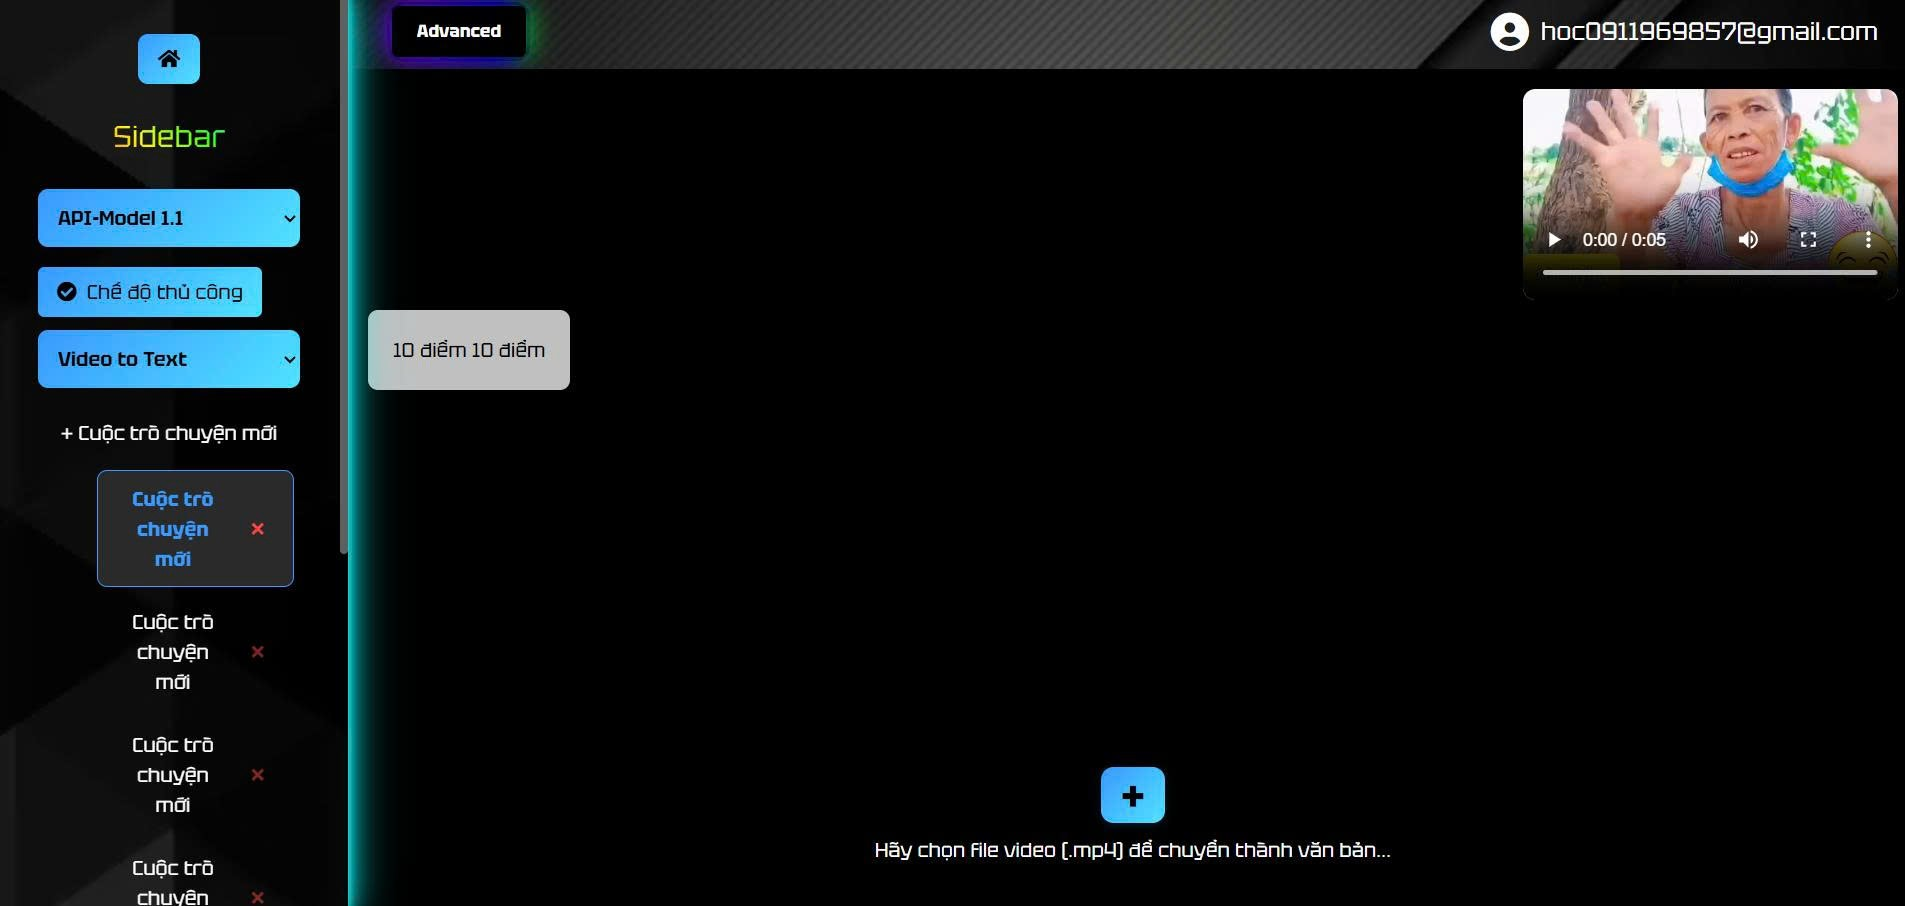 Advanced
hoc0911969857@gmail.com
Sidebar
API-Model 1.1
Chế độ thủ công
Video to Text
+ Cuộc trò chuyện mới
Cuộc trò
chuyện
mới
Cuộc trò
chuyện
mới
Cuộc trò
chuyện
mới
Cuộc trò
chuyện
0:00 / 0:05
10 điểm 10 điểm
Hãy chọn file video (.mp4) để chuyển thành văn bản...